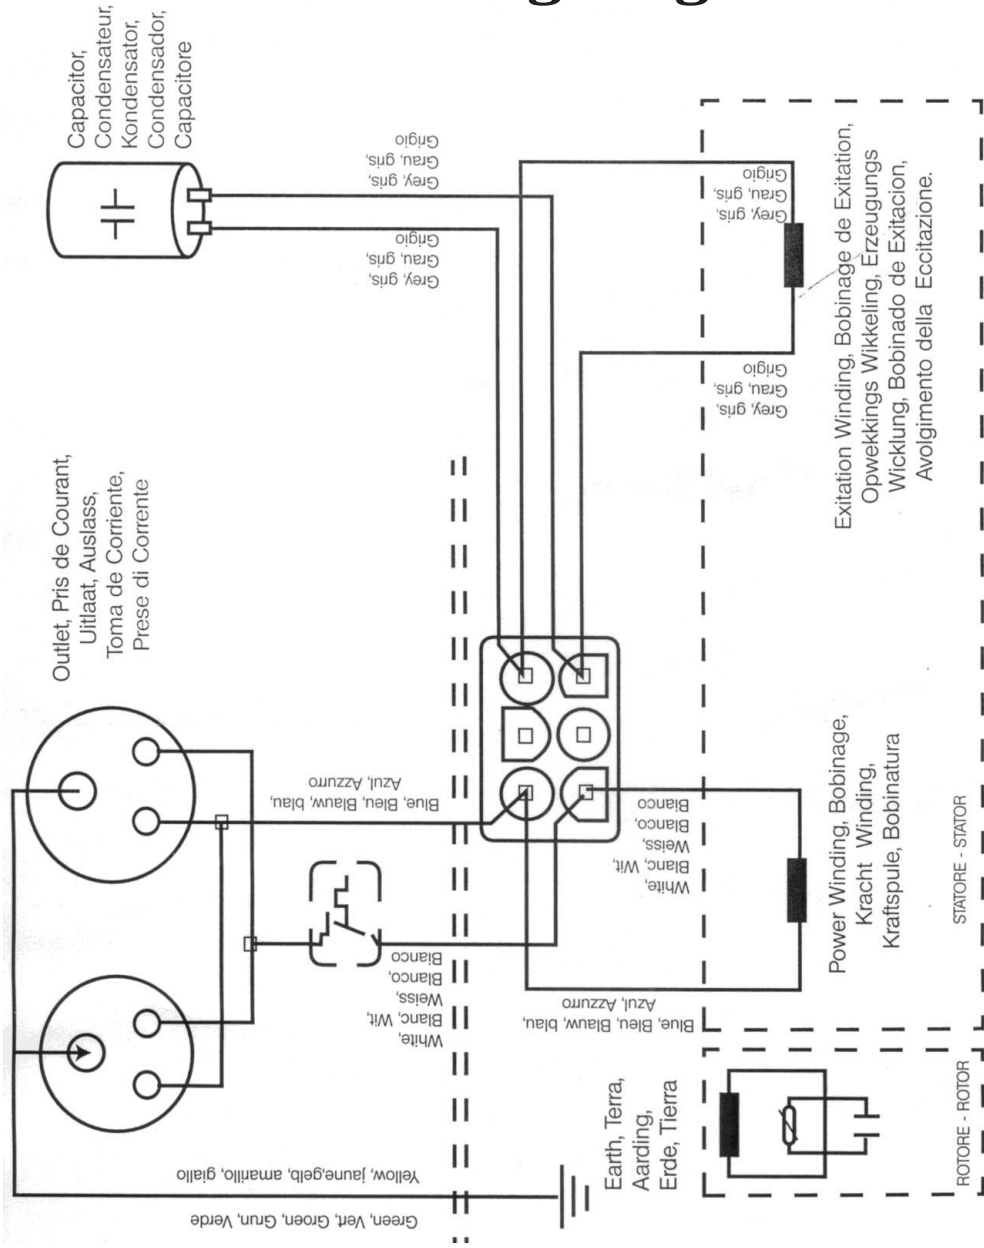 Capacitor,
Condensateur,
Kondensator,
Condensador,
Capacitore
Grey, gris,
Grau, gris,
Grigio
Grey, gris,
Grau, gris,
Grigio
Grey, gris,
Grau, gris,
Grigio
Grey, gris,
Grau, gris,
Grigio
Exitation Winding, Bobinage de Exitation,
Opwekkings Wikkeling, Erzeugungs
Wicklung, Bobinado de Exitacion,
Avolgimento della Eccitazione.
Outlet, Pris de Courant,
Uitlaat, Auslass,
Toma de Corriente,
Prese di Corrente
Blue, Bleu, Blauw, blau,
Azul, Azzurro
White,
Blanc, Wit,
Weiss,
Blanco,
Bianco
White,
Blanc, Wit,
Weiss,
Blanco,
Bianco
Blue, Bleu, Blauw, blau,
Azul, Azzurro
Power Winding, Bobinage,
Kracht Winding,
Kraftspule, Bobinatura
STATORE - STATOR
Earth, Terra,
Aarding,
Erde, Tierra
ROTORE - ROTOR
Yellow, jaune,gelb, amarillo, giallo
Green, Vert, Groen, Grun, Verde